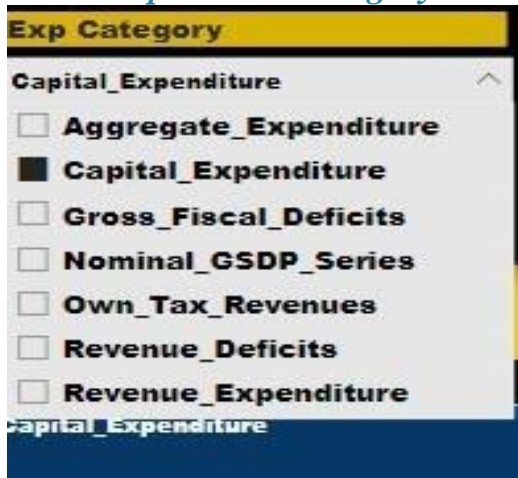 Exp Category
Capital_Expenditure
Aggregate_Expenditure
Capital_Expenditure
Gross_Fiscal_Deficits
Nominal_GSDP_Series
Own_Tax_Revenues
Revenue_Deficits
Revenue_Expenditure
Capital_Expenditure